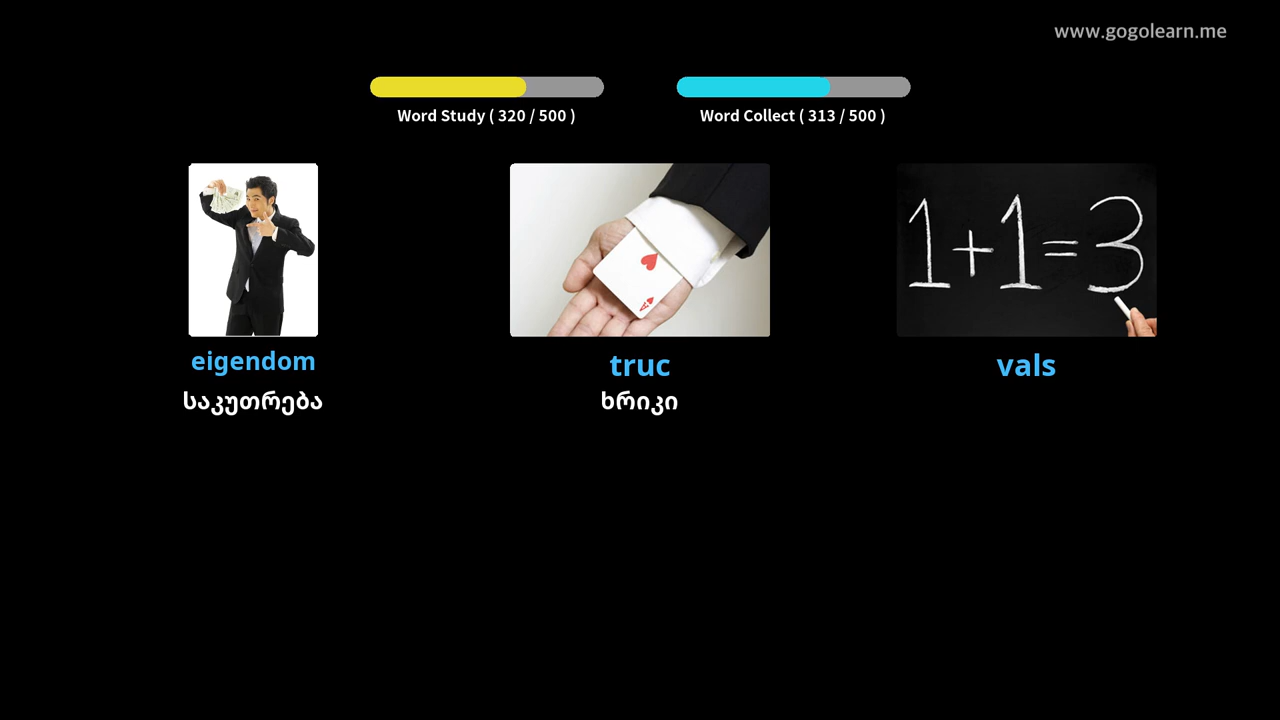 www.gogolearn.me
Word Study ( 320 / 500 )
Word Collect ( 313 / 500 )
1+1=3
eigendom
საკუთრება
truc
ხრიკი
vals